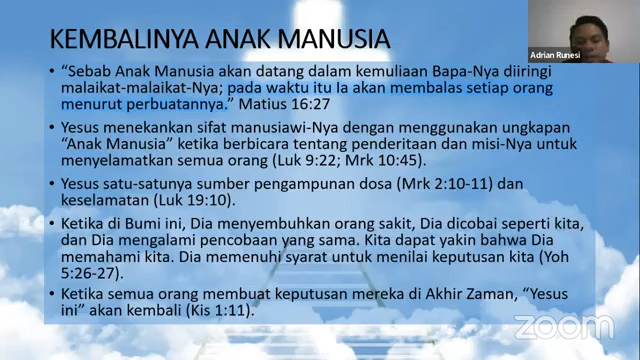 KEMBALINYA ANAK MANUSIA
Adrian Runesi
• “Sebab Anak Manusia akan datang dalam kemuliaan Bapa-Nya diiringi
malaikat-malaikat-Nya; pada waktu itu Ia akan membalas setiap orang
menurut perbuatannya.” Matius 16:27
• Yesus menekankan sifat manusiawi-Nya dengan menggunakan ungkapan
“Anak Manusia” ketika berbicara tentang penderitaan dan misi-Nya untuk
menyelamatkan semua orang (Luk 9:22; Mrk 10:45).
• Yesus satu-satunya sumber pengampunan dosa (Mrk 2:10-11) dan
keselamatan (Luk 19:10).
• Ketika di Bumi ini, Dia menyembuhkan orang sakit, Dia dicobai seperti kita,
dan Dia mengalami pencobaan yang sama. Kita dapat yakin bahwa Dia
memahami kita. Dia memenuhi syarat untuk menilai keputusan kita (Yoh
5:26-27).
• Ketika semua orang membuat keputusan mereka di Akhir Zaman, “Yesus
ini” akan kembali (Kis 1:11).
zoom